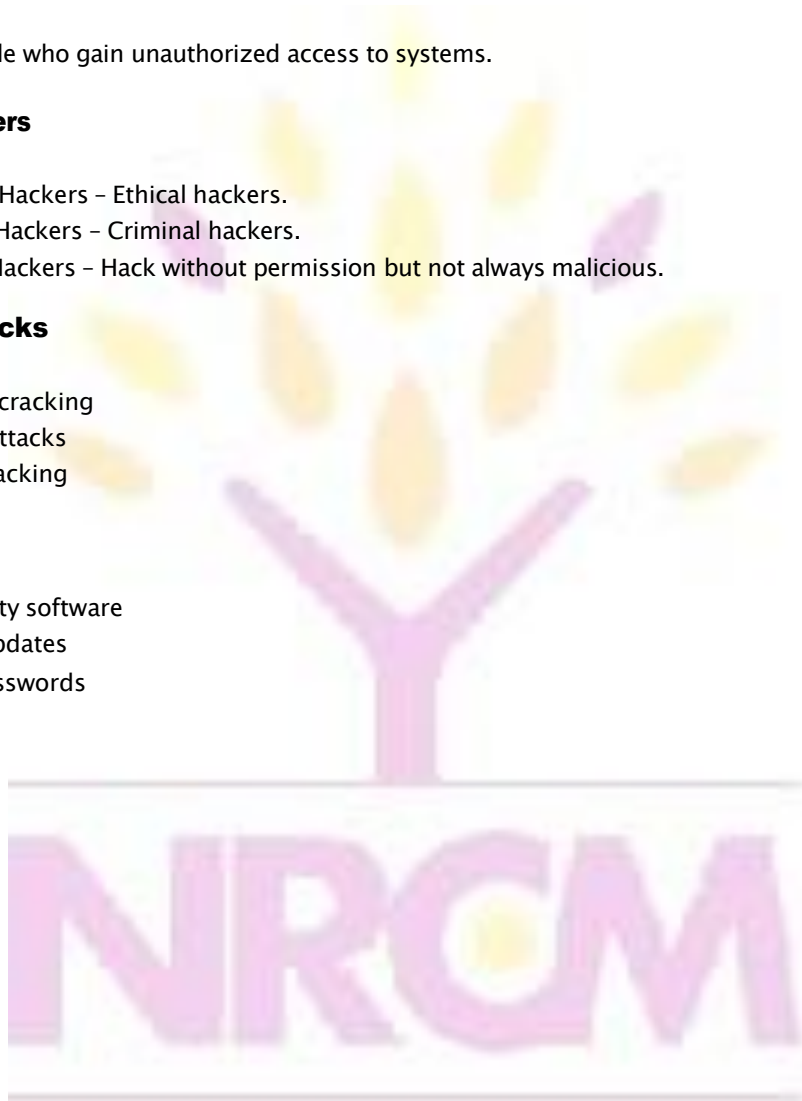 le who gain unauthorized access to systems.
ers
Hackers – Ethical hackers.
Hackers – Criminal hackers.
Hackers – Hack without permission but not always malicious.
cks
cracking
ttacks
acking
ty software
pdates
sswords
NRCM